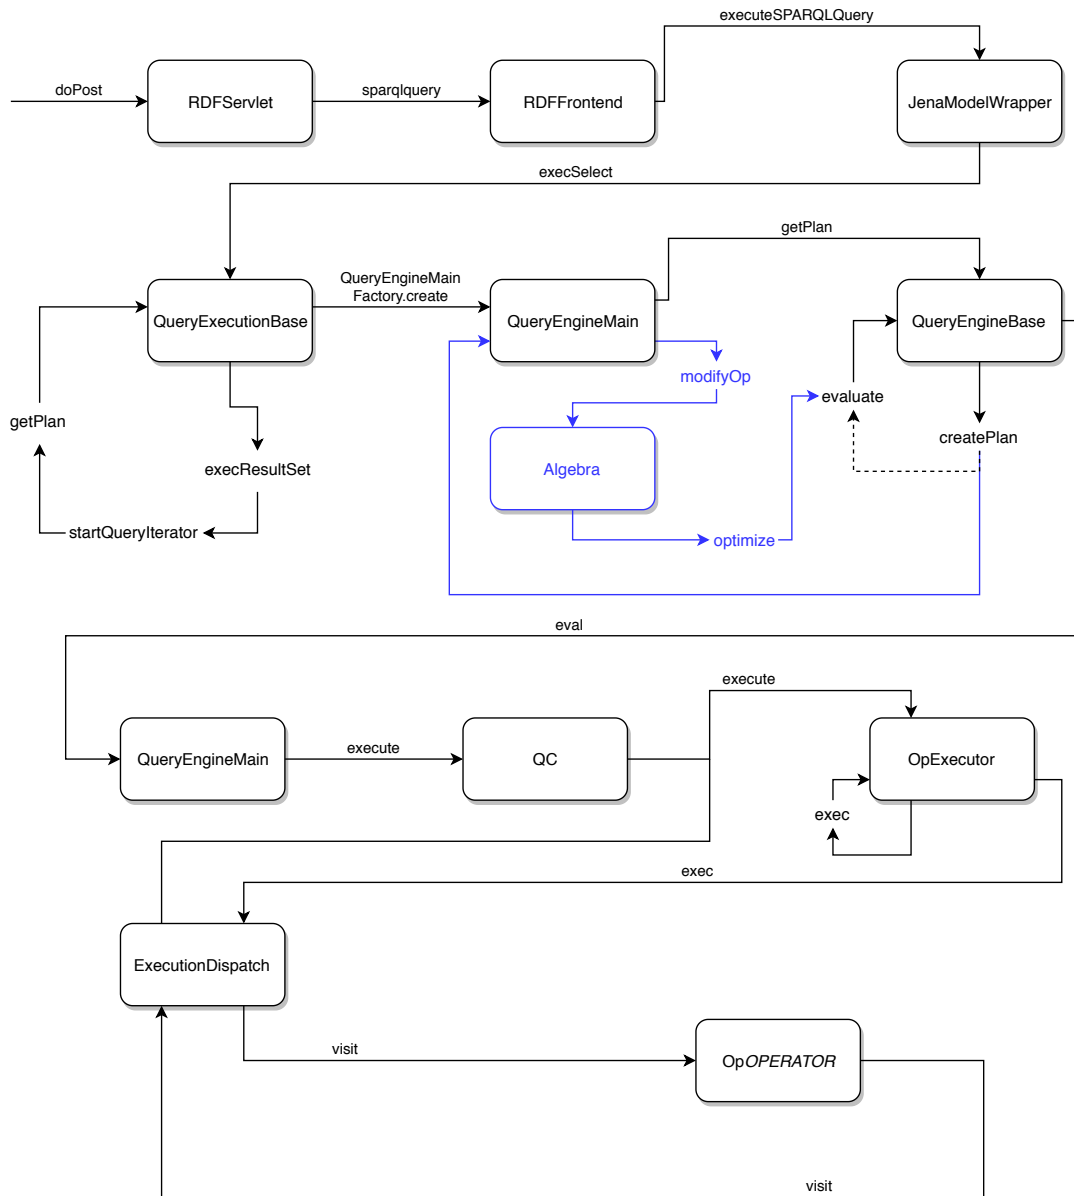 executeSPARQLQuery
doPost
RDFServlet
sparqlquery
RDFFrontend
JenaModelWrapper
execSelect
getPlan
QueryExecutionBase
QueryEngineMain
Factory.create
QueryEngineMain
QueryEngineBase
modifyOp
evaluate
getPlan
createPlan
execResultSet
Algebra
startQueryIterator
optimize
eval
execute
QueryEngineMain
execute
QC
OpExecutor
exec
exec
ExecutionDispatch
visit
OpOPERATOR
visit